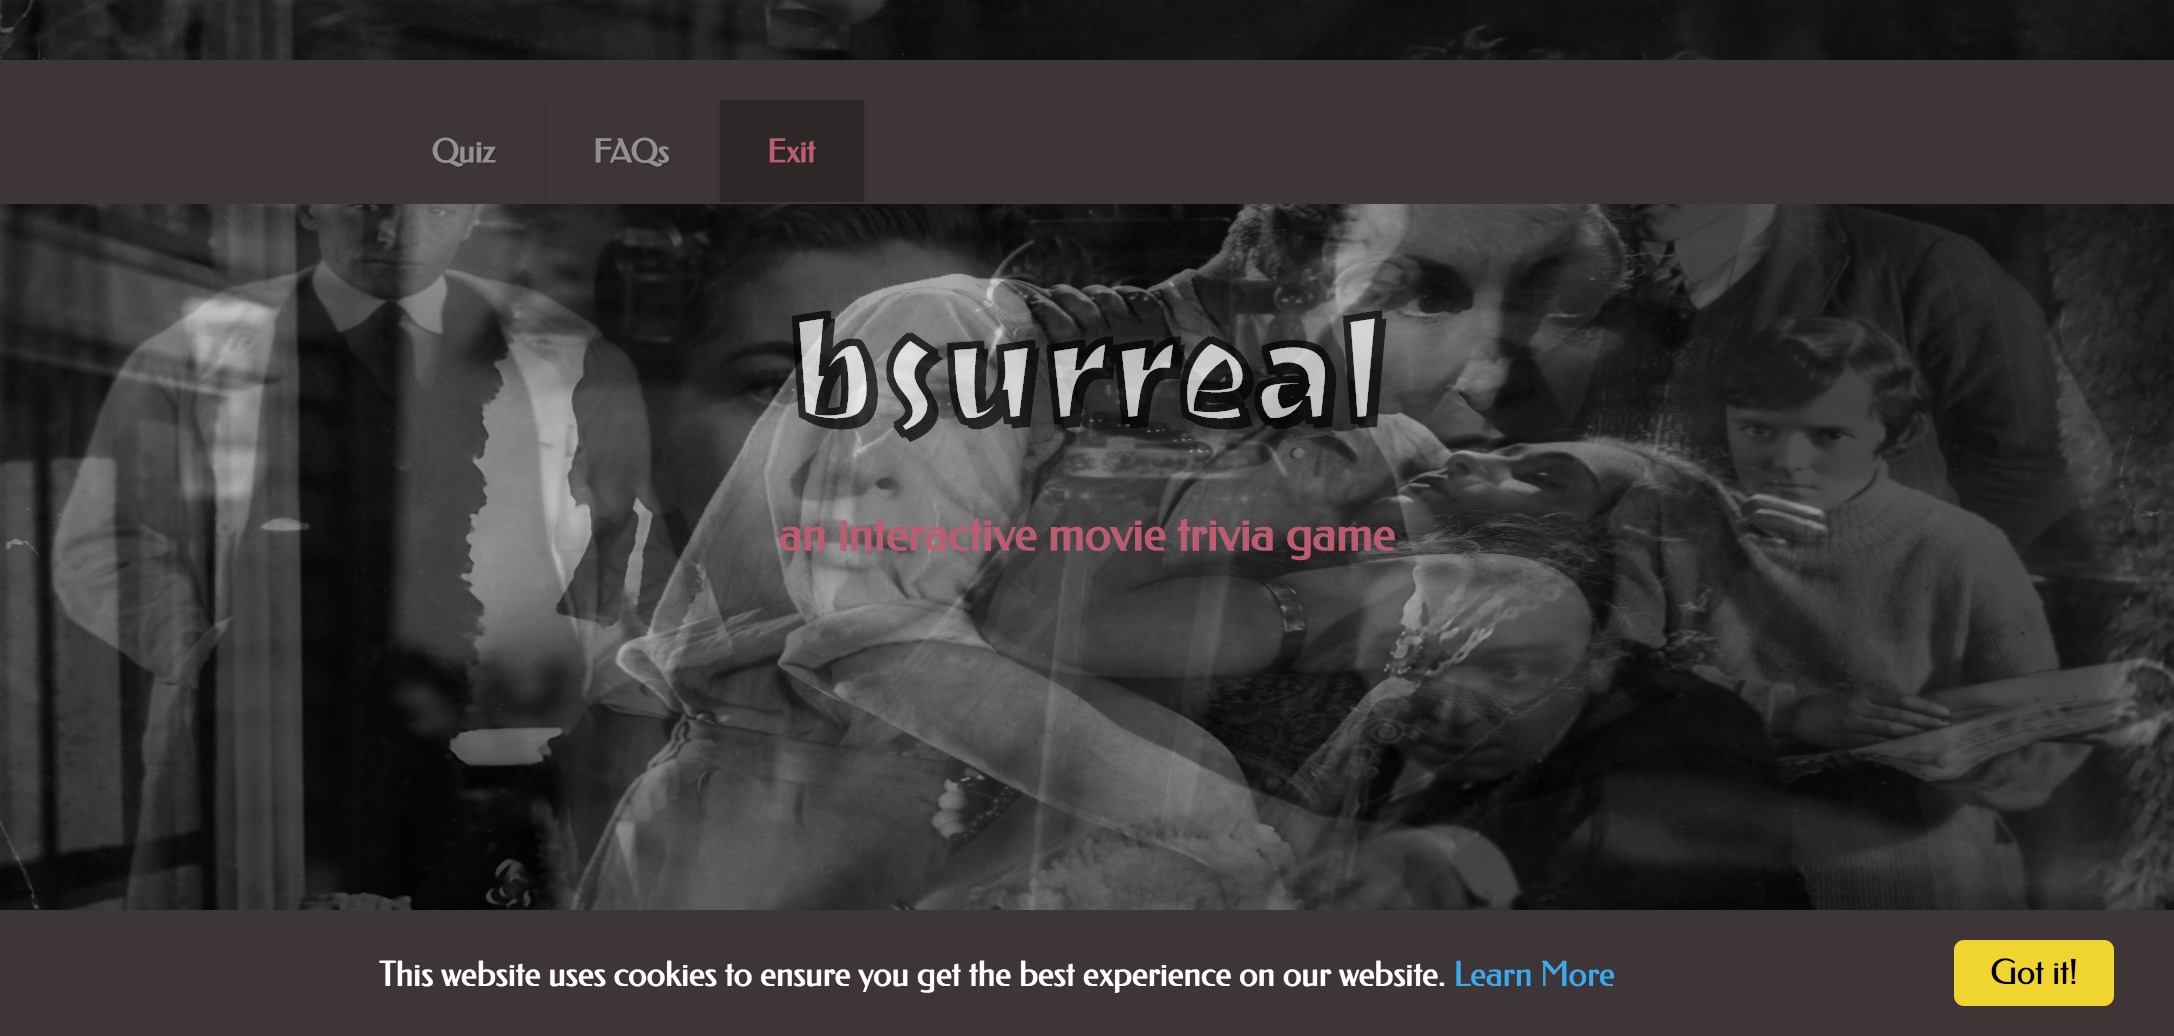 Quiz
FAQs
Exit
bsurreal
an interactive movie trivia game
This website uses cookies to ensure you get the best experience on our website. Learn More
Got it!